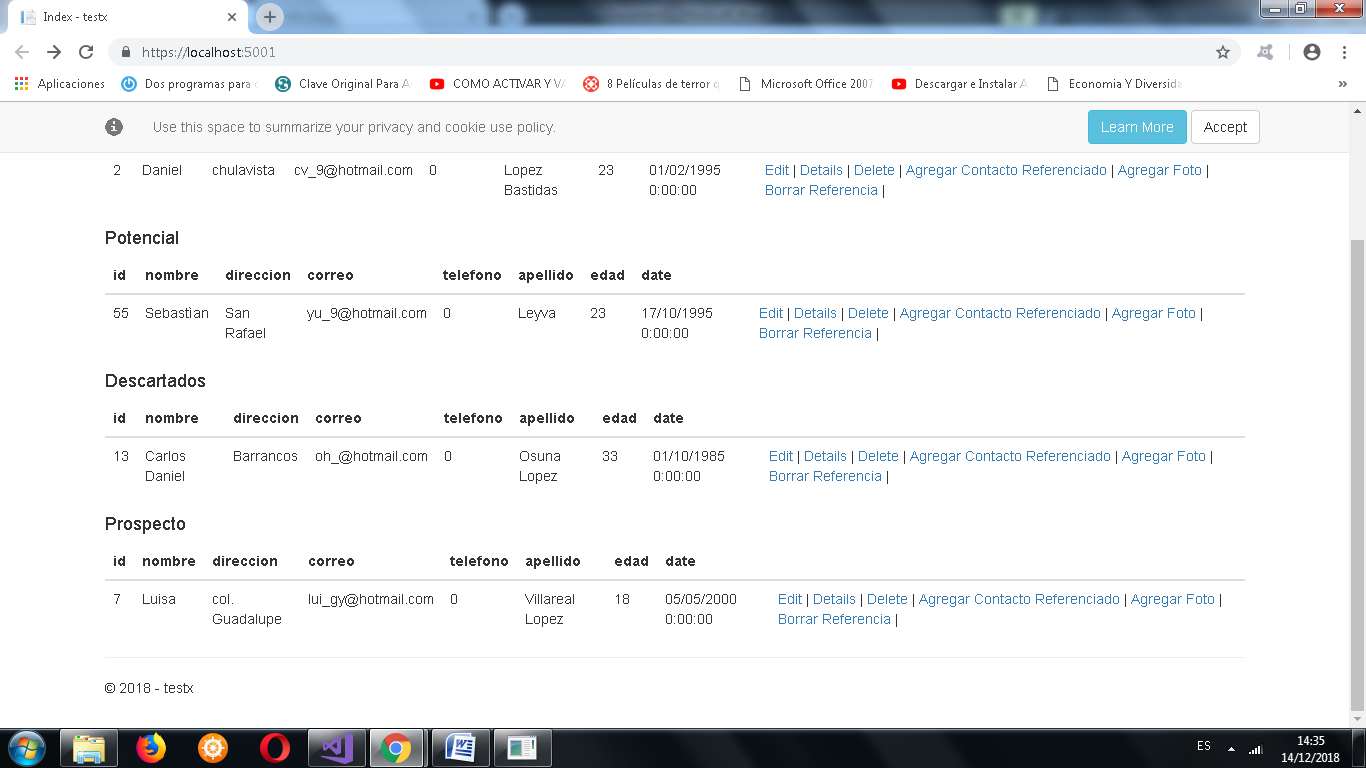 Index - testx
https://localhost:5001
Aplicaciones
Dos programas para
Clave Original Para A
COMO ACTIVAR Y VA
8 Películas de terror q
Microsoft Office 2007
Descargar e Instalar A
Economia Y Diversida
»
Use this space to summarize your privacy and cookie use policy.
Learn More
Accept
2 Daniel chulavista cv_9@hotmail.com 0 Lopez Bastidas 23 01/02/1995 0:00:00 Edit | Details | Delete | Agregar Contacto Referenciado | Agregar Foto | Borrar Referencia |
Potencial
id nombre direccion correo telefono apellido edad date
55 Sebastìan San Rafael yu_9@hotmail.com 0 Leyva 23 17/10/1995 0:00:00 Edit | Details | Delete | Agregar Contacto Referenciado | Agregar Foto | Borrar Referencia |
Descartados
id nombre direccion correo telefono apellido edad date
13 Carlos Daniel Barrancos oh_@hotmail.com 0 Osuna Lopez 33 01/10/1985 0:00:00 Edit | Details | Delete | Agregar Contacto Referenciado | Agregar Foto | Borrar Referencia |
Prospecto
id nombre direccion correo telefono apellido edad date
7 Luisa col. Guadalupe lui_gy@hotmail.com 0 Villareal Lopez 18 05/05/2000 0:00:00 Edit | Details | Delete | Agregar Contacto Referenciado | Agregar Foto | Borrar Referencia |
© 2018 - testx
ES
14:35
14/12/2018